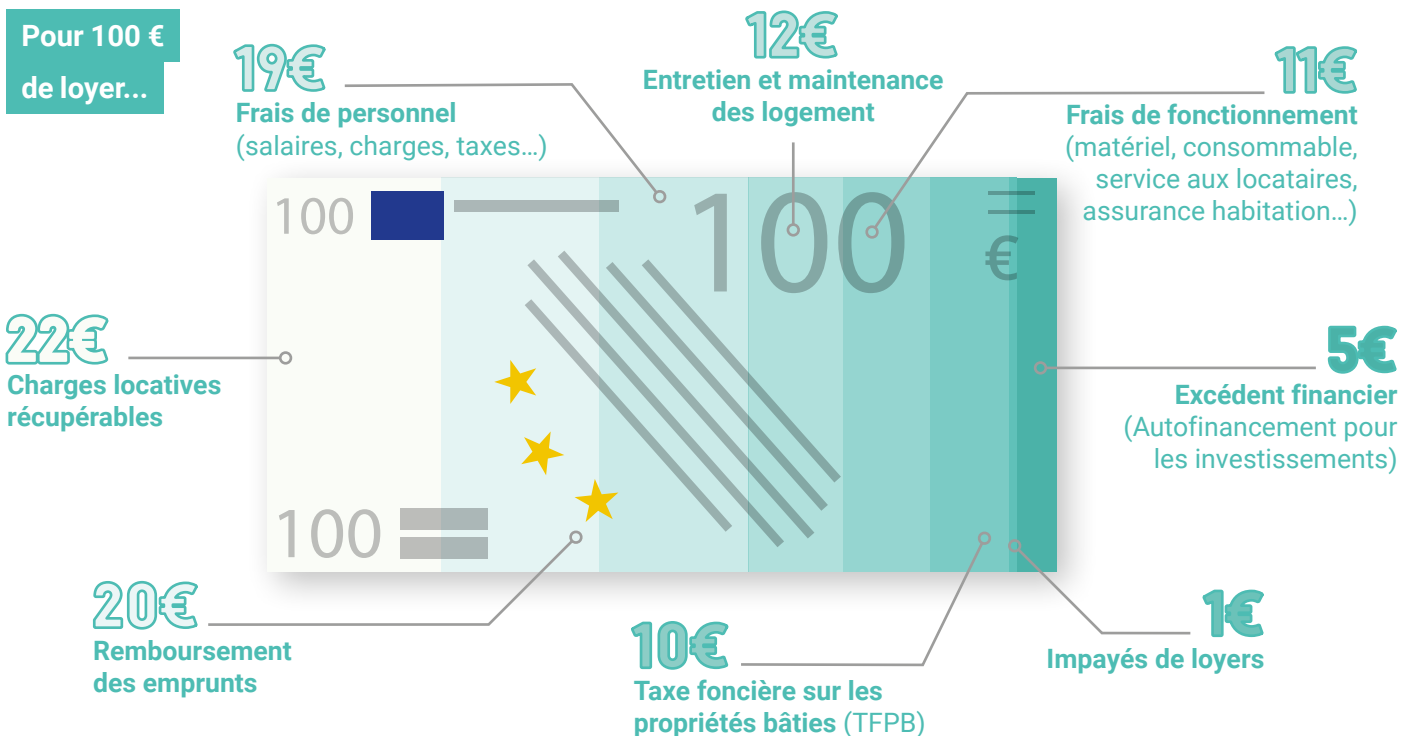 Pour 100 €
de loyer...
19€
Frais de personnel
(salaires, charges, taxes…)
12€
Entretien et maintenance
des logement
11€
Frais de fonctionnement
(matériel, consommable,
service aux locataires,
assurance habitation…)
100
100
€
22€
Charges locatives
récupérables
5€
Excédent financier
(Autofinancement pour
les investissements)
100
20€
Remboursement
des emprunts
10€
Taxe foncière sur les
propriétés bâties (TFPB)
1€
Impayés de loyers